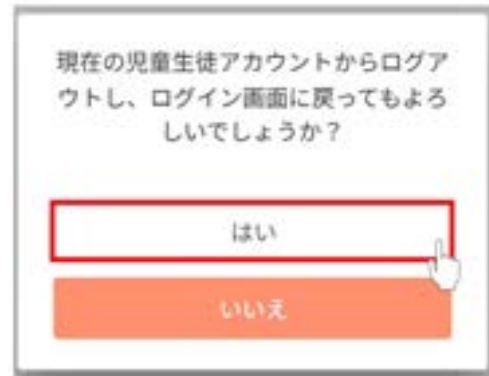 現在の児童生徒アカウントからログア
ウトし、ログイン画面に戻ってもよろ
しいでしょうか？
はい
いいえ